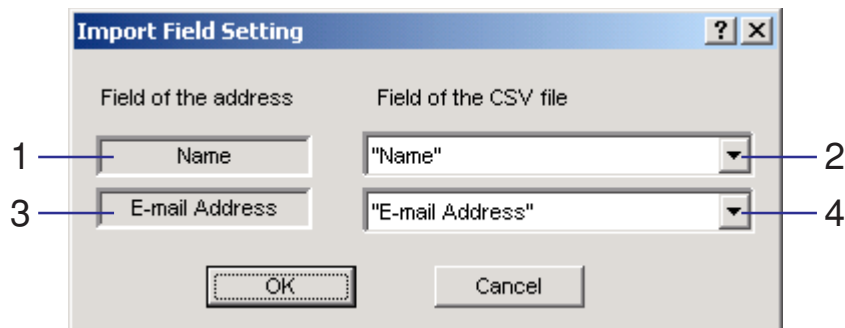 Import Field Setting ? ×
Field of the address Field of the CSV file
1 Name "Name" 2
3 E-mail Address "E-mail Address" 4
OK Cancel